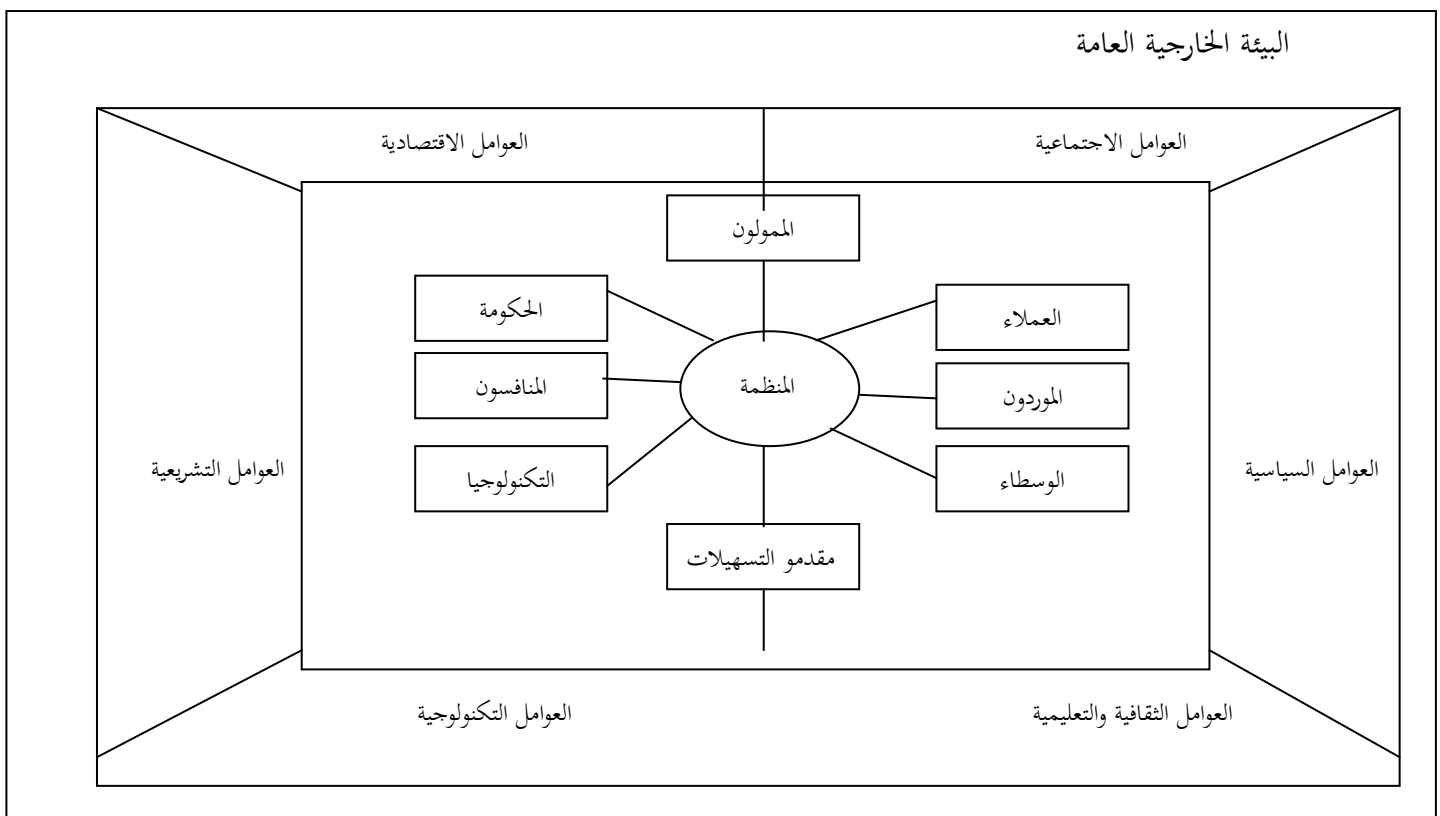 البيئة الخارجية العامة
العوامل الاجتماعية
العوامل الاقتصادية
الممولون
العملاء
الحكومة
الموردون
المنظمة
المنافسون
العوامل السياسية
الوسطاء
التكنولوجيا
العوامل التشريعية
مقدمو التسهيلات
العوامل الثقافية والتعليمية
العوامل التكنولوجية